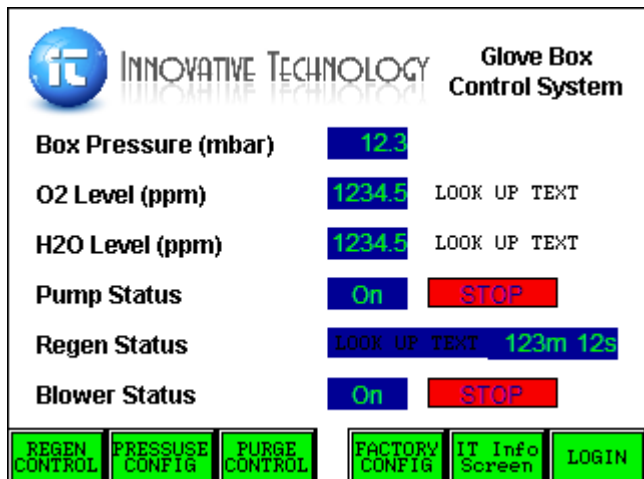 it INNOVATIVE TECHNOLOGY Glove Box
Control System
Box Pressure (mbar) 12.3
O2 Level (ppm) 1234.5 LOOK UP TEXT
H2O Level (ppm) 1234.5 LOOK UP TEXT
Pump Status On STOP
Regen Status LOOK UP TEXT 123m 12s
Blower Status On STOP
REGEN CONTROL
PRESSUSE CONFIG
PURGE CONTROL
FACTORY CONFIG
IT Info Screen
LOGIN